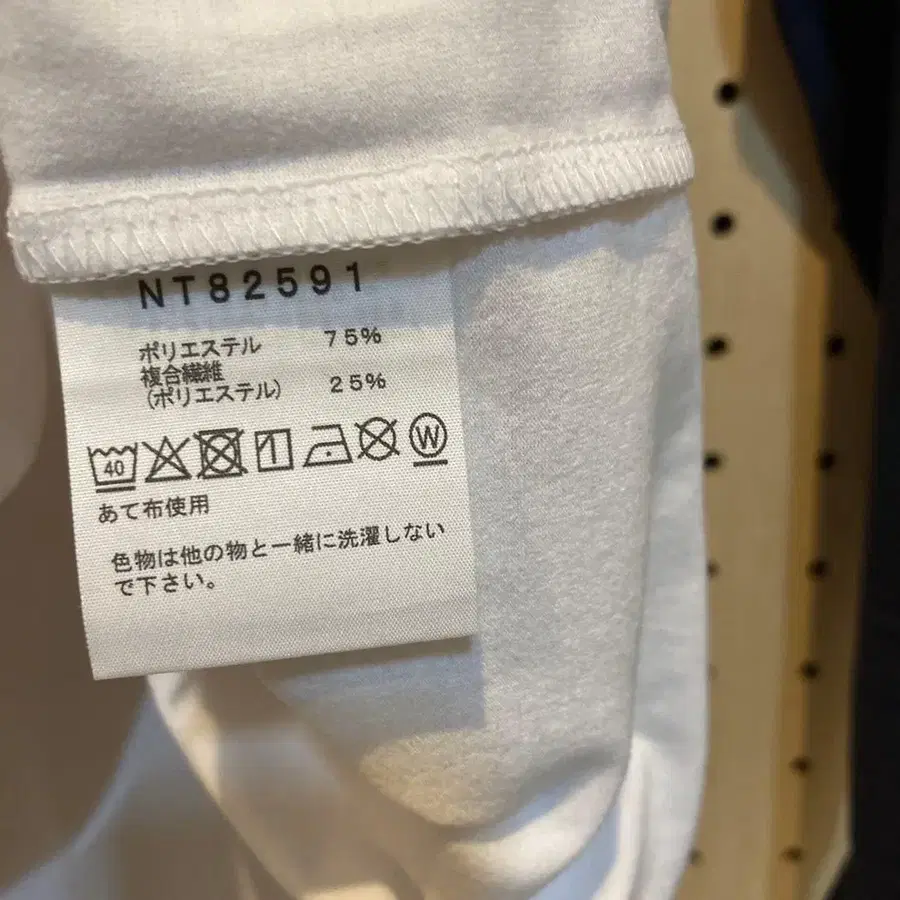 NT82591
ポリエステル 75%
複合繊維
(ポリエステル) 25%
40 W
あて布使用
色物は他の物と一緒に洗濯しない
で下さい。